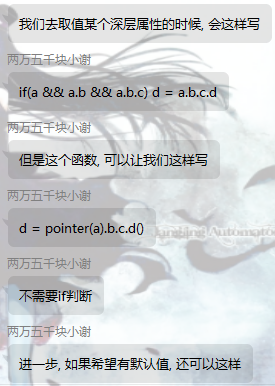 我们去取值某个深层属性的时候, 会这样写
两万五千块小谢
if(a && a.b && a.b.c) d = a.b.c.d
两万五千块小谢
但是这个函数, 可以让我们这样写
两万五千块小谢
d = pointer(a).b.c.d()
两万五千块小谢
不需要if判断
两万五千块小谢
进一步, 如果希望有默认值, 还可以这样